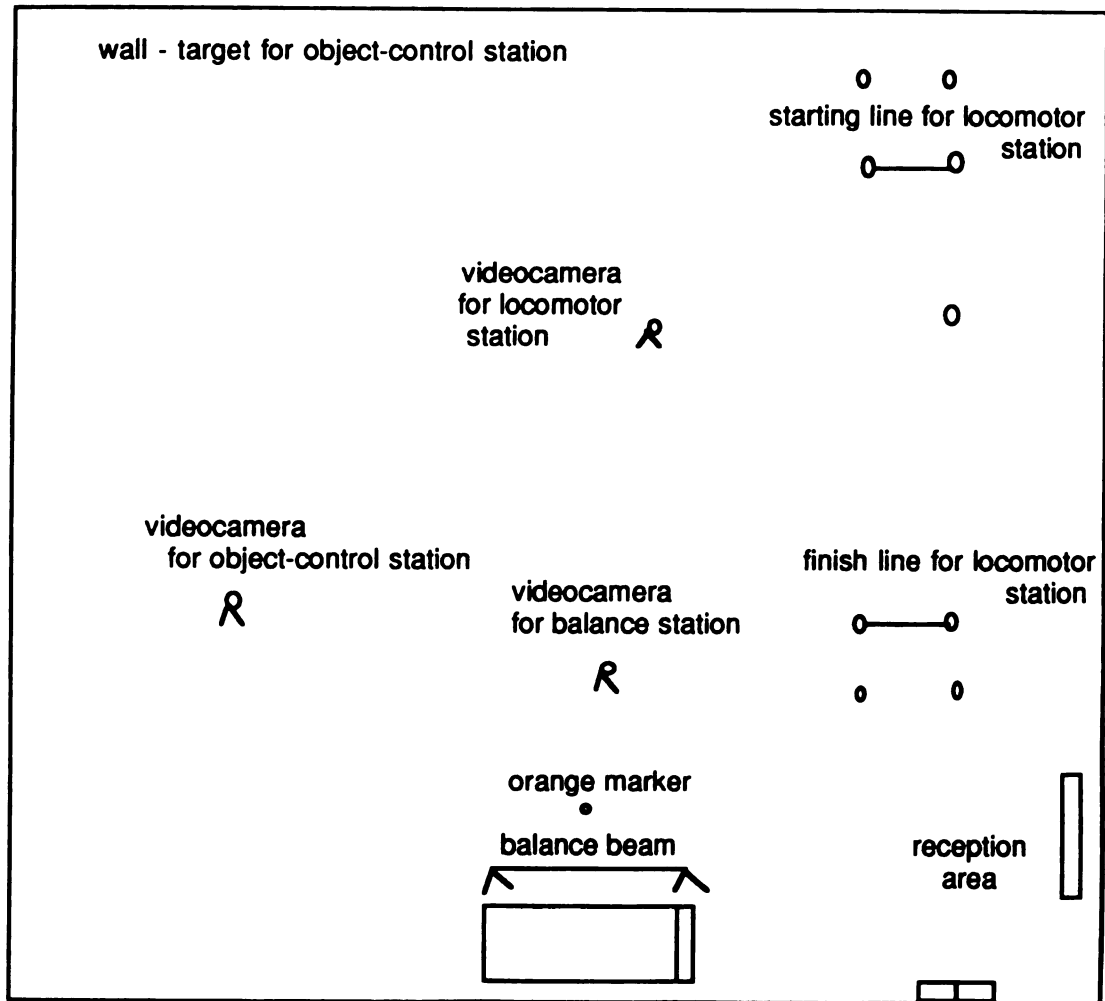 wall - target for object-control station
starting line for locomotor
station
videocamera
for locomotor
station
videocamera
for object-control station
videocamera
for balance station
finish line for locomotor
station
orange marker
balance beam
reception
area